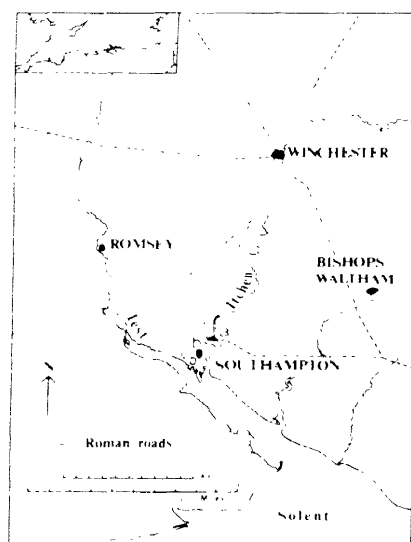 WINCHESTER
ROMSEY
BISHOPS
WALTHAM
Itchen
Test
SOUTHAMPTON
Roman roads
Solent